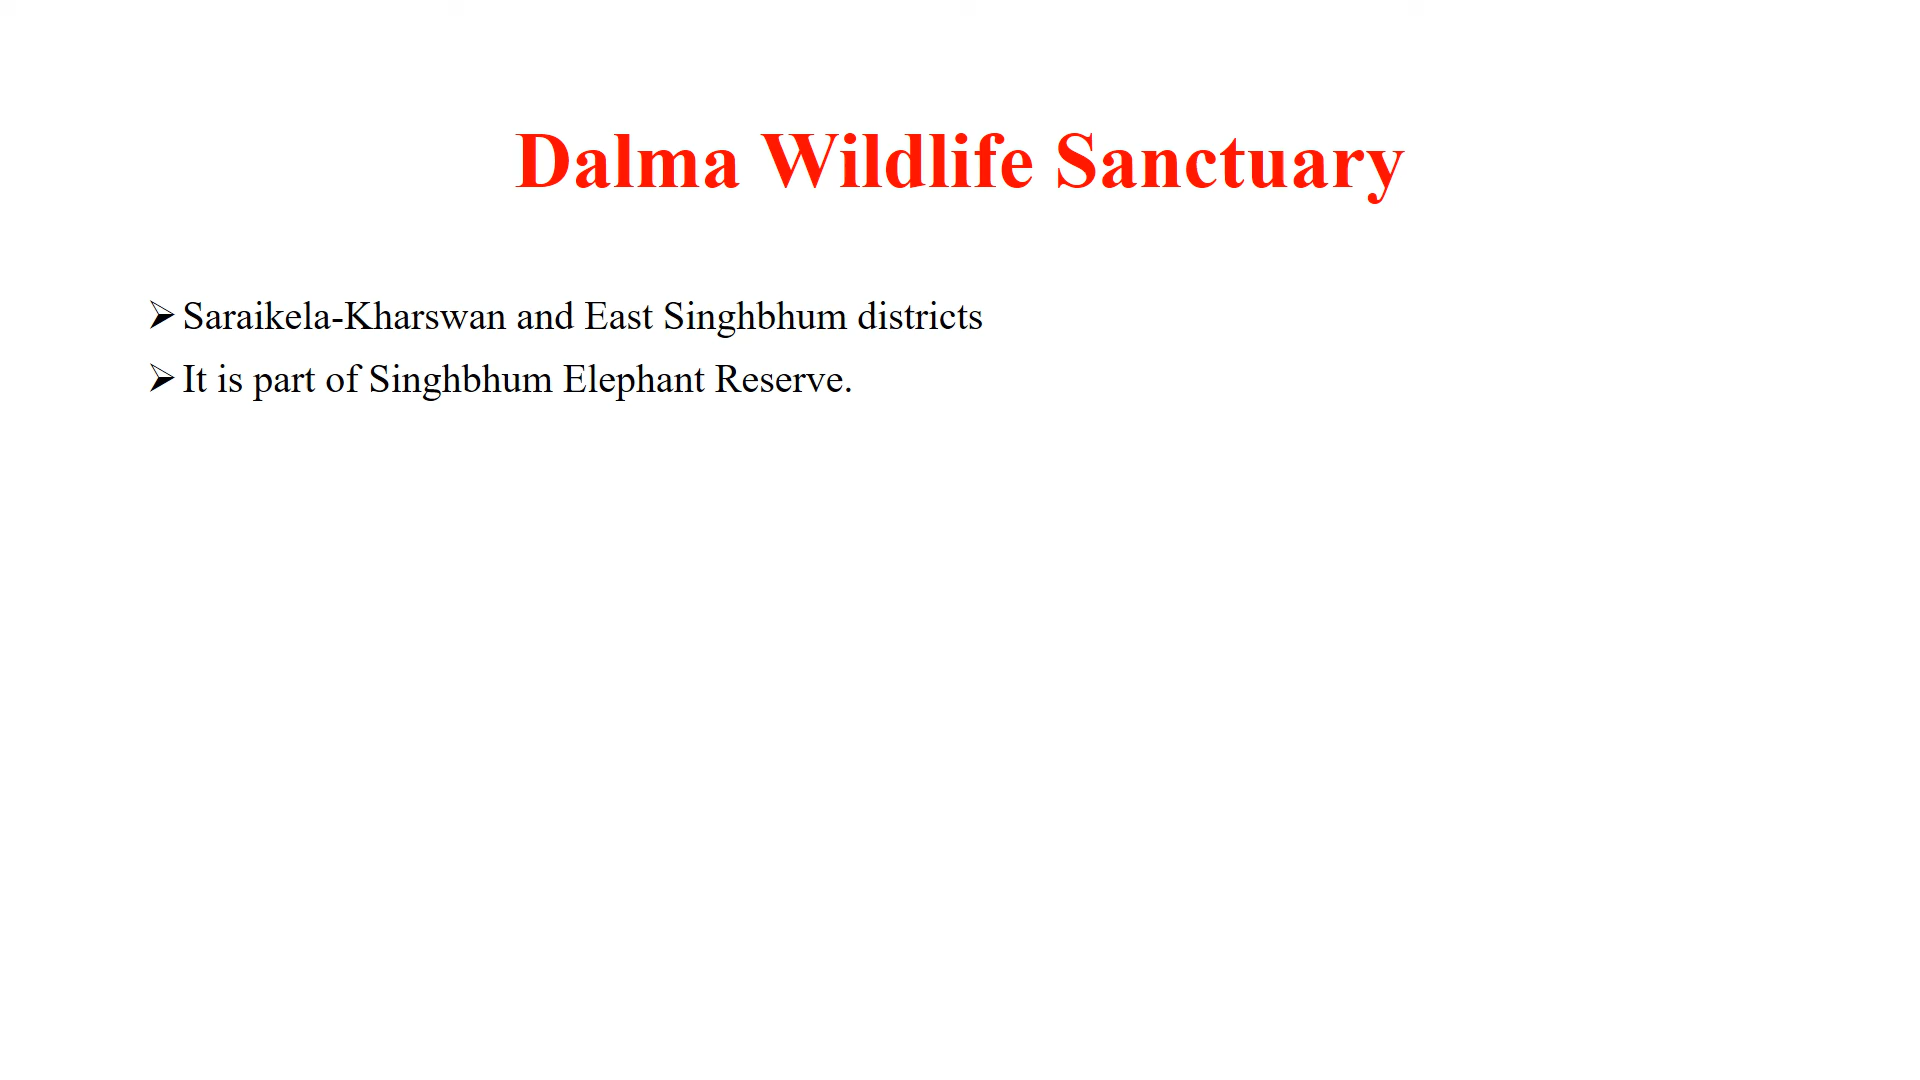 Dalma Wildlife Sanctuary
➢ Saraikela-Kharswan and East Singhbhum districts
➢ It is part of Singhbhum Elephant Reserve.